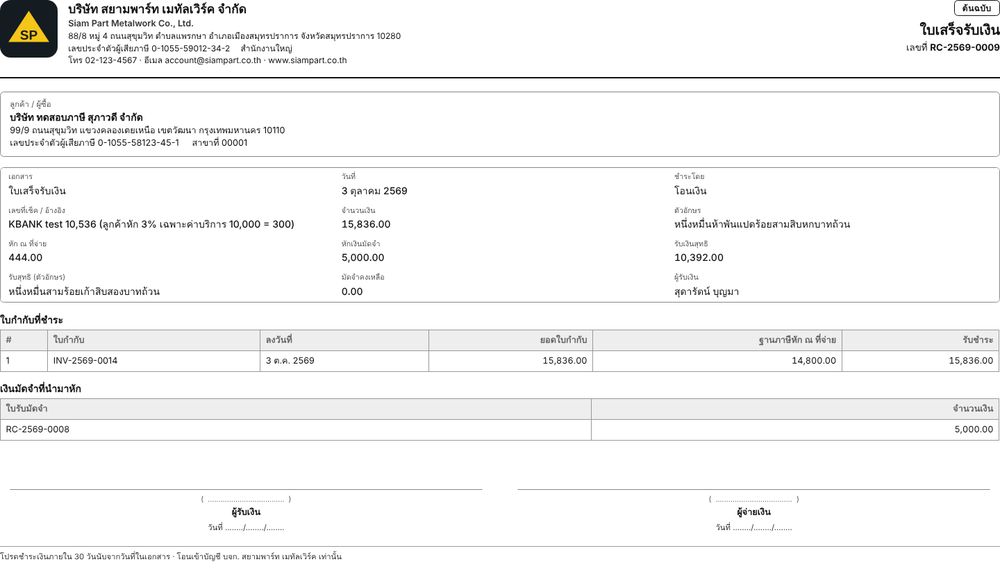 SP
บริษัท สยามพาร์ท เมทัลเวิร์ค จำกัด
Siam Part Metalwork Co., Ltd.
88/8 หมู่ 4 ถนนสุขุมวิท ตำบลแพรกษา อำเภอเมืองสมุทรปราการ จังหวัดสมุทรปราการ 10280
เลขประจำตัวผู้เสียภาษี 0-1055-59012-34-2 สำนักงานใหญ่
โทร 02-123-4567 · อีเมล account@siampart.co.th · www.siampart.co.th
ต้นฉบับ
ใบเสร็จรับเงิน
เลขที่ RC-2569-0009
ลูกค้า / ผู้ซื้อ
บริษัท ทดสอบภาษี สุภาวดี จำกัด
99/9 ถนนสุขุมวิท แขวงคลองเตยเหนือ เขตวัฒนา กรุงเทพมหานคร 10110
เลขประจำตัวผู้เสียภาษี 0-1055-58123-45-1 สาขาที่ 00001
เอกสาร วันที่ ชำระโดย
ใบเสร็จรับเงิน 3 ตุลาคม 2569 โอนเงิน
เลขที่เช็ค / อ้างอิง จำนวนเงิน ตัวอักษร
KBANK test 10,536 (ลูกค้าหัก 3% เฉพาะค่าบริการ 10,000 = 300) 15,836.00 หนึ่งหมื่นห้าพันแปดร้อยสามสิบหกบาทถ้วน
หัก ณ ที่จ่าย หักเงินมัดจำ รับเงินสุทธิ
444.00 5,000.00 10,392.00
รับสุทธิ (ตัวอักษร) มัดจำคงเหลือ ผู้รับเงิน
หนึ่งหมื่นสามร้อยเก้าสิบสองบาทถ้วน 0.00 สุดารัตน์ บุญมา
ใบกำกับที่ชำระ
# ใบกำกับ ลงวันที่ ยอดใบกำกับ ฐานภาษีหัก ณ ที่จ่าย รับชำระ
1 INV-2569-0014 3 ต.ค. 2569 15,836.00 14,800.00 15,836.00
เงินมัดจำที่นำมาหัก
ใบรับมัดจำ จำนวนเงิน
RC-2569-0008 5,000.00
( .................................. ) ( .................................. )
ผู้รับเงิน ผู้จ่ายเงิน
วันที่ ......../......../........ วันที่ ......../......../........
โปรดชำระเงินภายใน 30 วันนับจากวันที่ในเอกสาร · โอนเข้าบัญชี บจก. สยามพาร์ท เมทัลเวิร์ค เท่านั้น